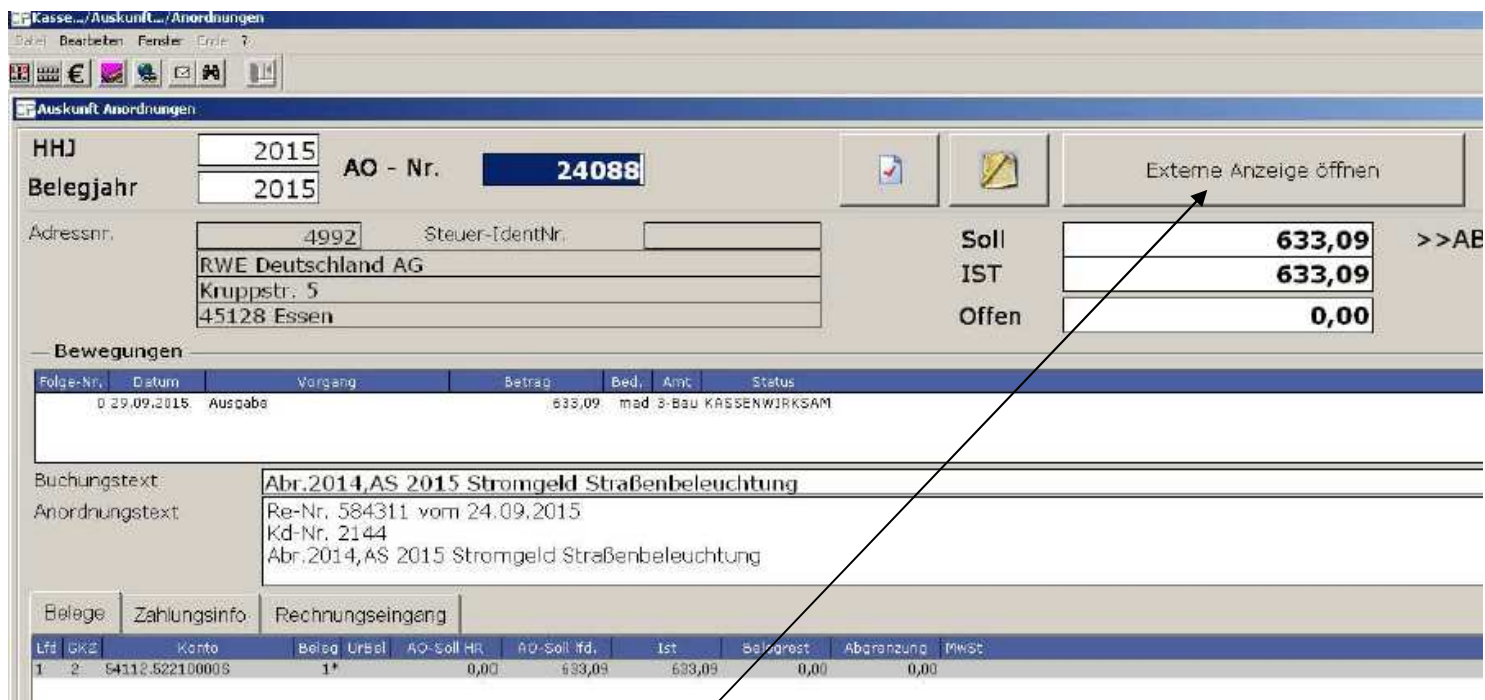 Kasse.../Auskunft.../Anordnungen
Datei Bearbeiten Fenster Ende ?
Auskunft Anordnungen
HHJ 2015 AO - Nr. 24088 Externe Anzeige öffnen
Belegjahr 2015
Adressnr. 4992 Steuer-IdentNr. Soll 633,09 >>AB
RWE Deutschland AG IST 633,09
Kruppstr. 5
45128 Essen Offen 0,00
Bewegungen
Folge-Nr. Datum Vorgang Betrag Bed. Amt Status
0 29.09.2015 Ausgabe 633,09 mad 3-Bau KASSENWIRKSAM
Buchungstext Abr.2014,AS 2015 Stromgeld Straßenbeleuchtung
Anordnungstext Re-Nr. 584311 vom 24.09.2015
Kd-Nr. 2144
Abr.2014,AS 2015 Stromgeld Straßenbeleuchtung
Belege Zahlungsinfo Rechnungseingang
Lfd GKZ Konto Beleg UrBel AO-Soll HR AO-Soll lfd. Ist Belegrest Abgrenzung MwSt
1 2 1* 0,00 633,09 633,09 0,00 0,00